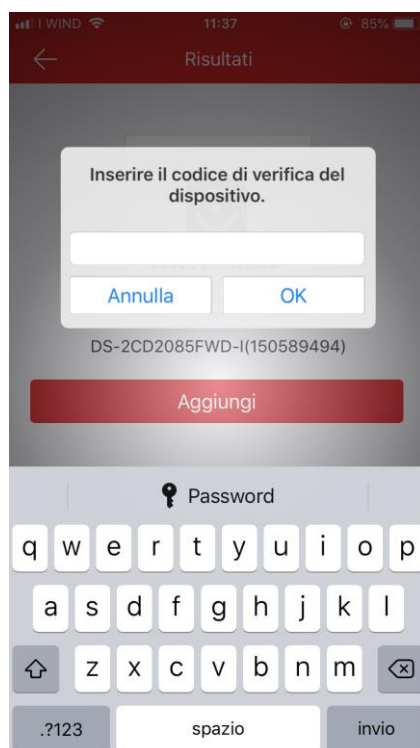 I WIND 11:37 85%
Risultati
Inserire il codice di verifica del
dispositivo.
Annulla OK
DS-2CD2085FWD-I(150589494)
Aggiungi
Password
q w e r t y u i o p
a s d f g h j k l
z x c v b n m
.?123 spazio invio